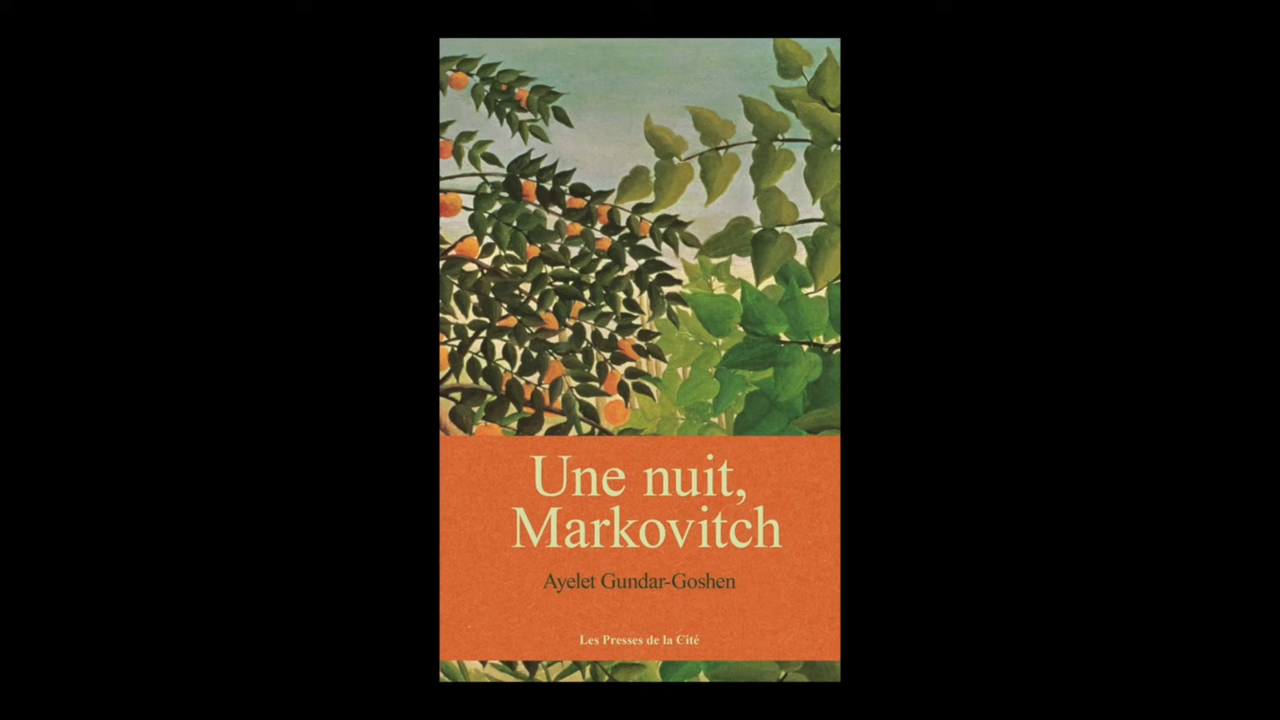 Une nuit,
Markovitch
Ayelet Gundar-Goshen
Les Presses de la Cité